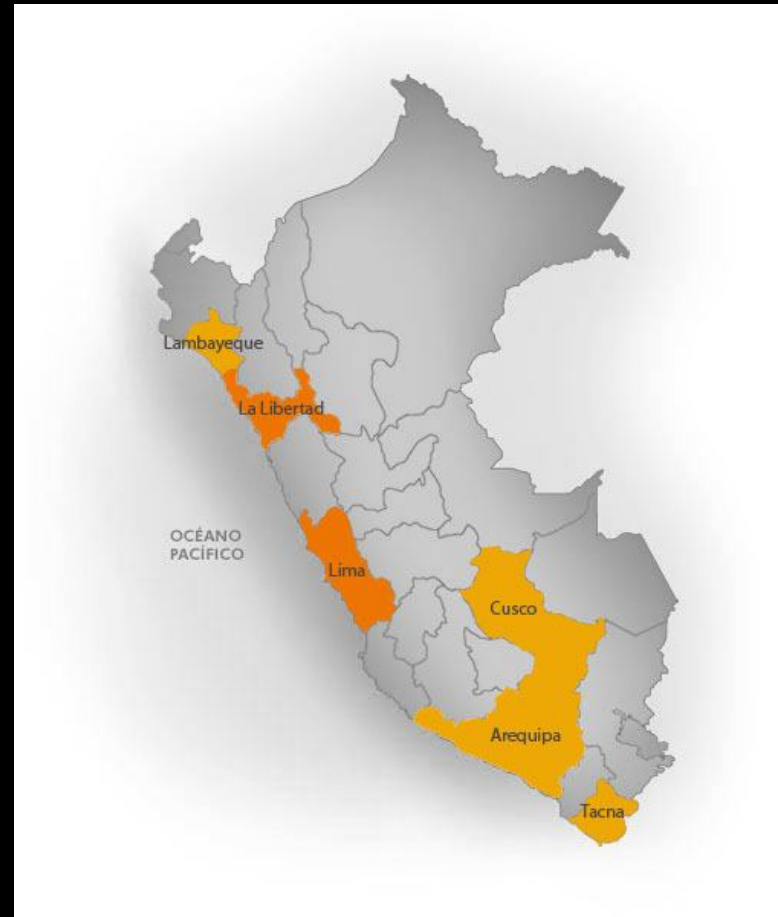 Lambayeque
La Libertad
OCÉANO
PACÍFICO
Lima
Cusco
Arequipa
Tacna